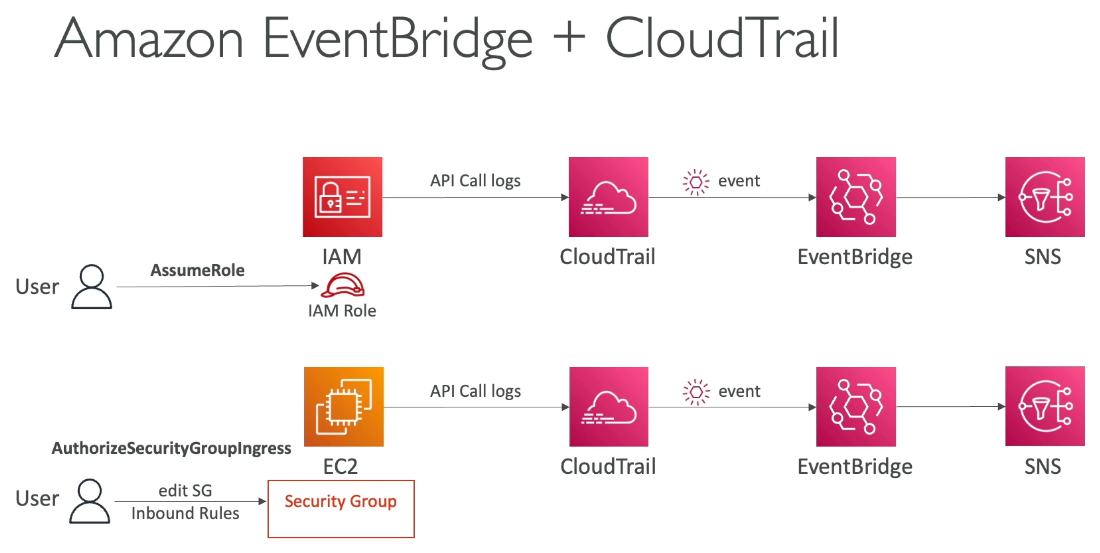 Amazon EventBridge + CloudTrail
API Call logs
event
IAM
CloudTrail
EventBridge
SNS
User
AssumeRole
IAM Role
API Call logs
event
AuthorizeSecurityGroupIngress
EC2
CloudTrail
EventBridge
SNS
User
edit SG
Inbound Rules
Security Group